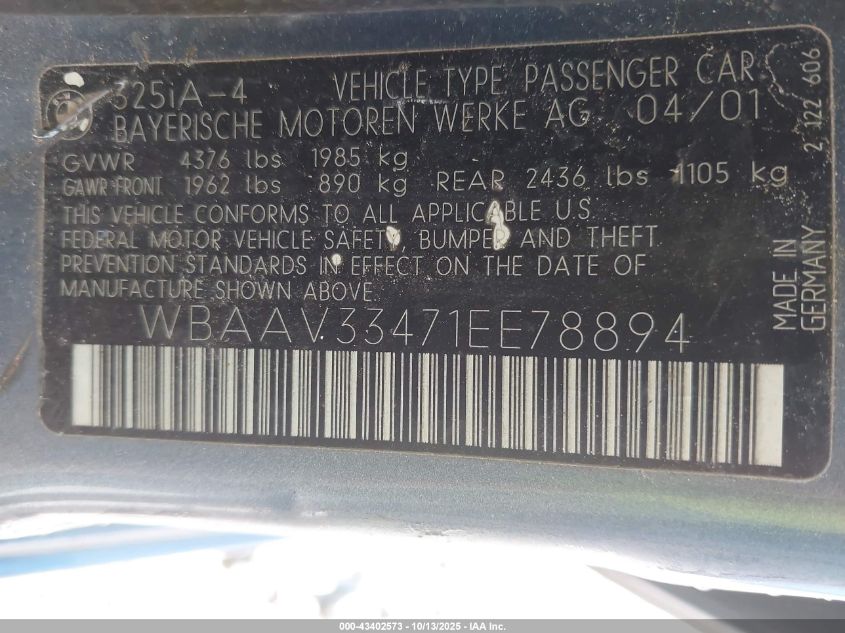 325iA-4 VEHICLE TYPE PASSENGER CAR
BAYERISCHE MOTOREN WERKE AG 04/01
GVWR 4376 lbs 1985 kg
GAWR FRONT 1962 lbs 890 kg REAR 2436 lbs 1105 kg
THIS VEHICLE CONFORMS TO ALL APPLICABLE U.S.
FEDERAL MOTOR VEHICLE SAFETY, BUMPER AND THEFT
PREVENTION STANDARDS IN EFFECT ON THE DATE OF
MANUFACTURE SHOWN ABOVE.
WBAAV33471EE78894
MADE IN
GERMANY
606
000-43402573 - 10/13/2025 - IAA Inc.